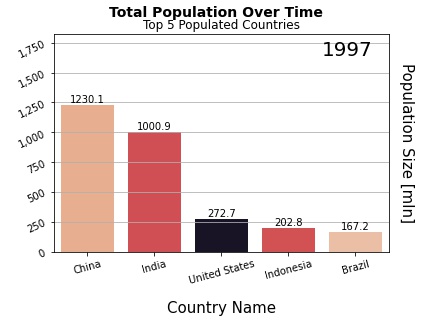 Total Population Over Time
Top 5 Populated Countries
1997
1,750
1,500
1,250
1,000
750
500
250
0
1230.1
1000.9
272.7
202.8
167.2
China
India
United States
Indonesia
Brazil
Country Name
Population Size [mln]